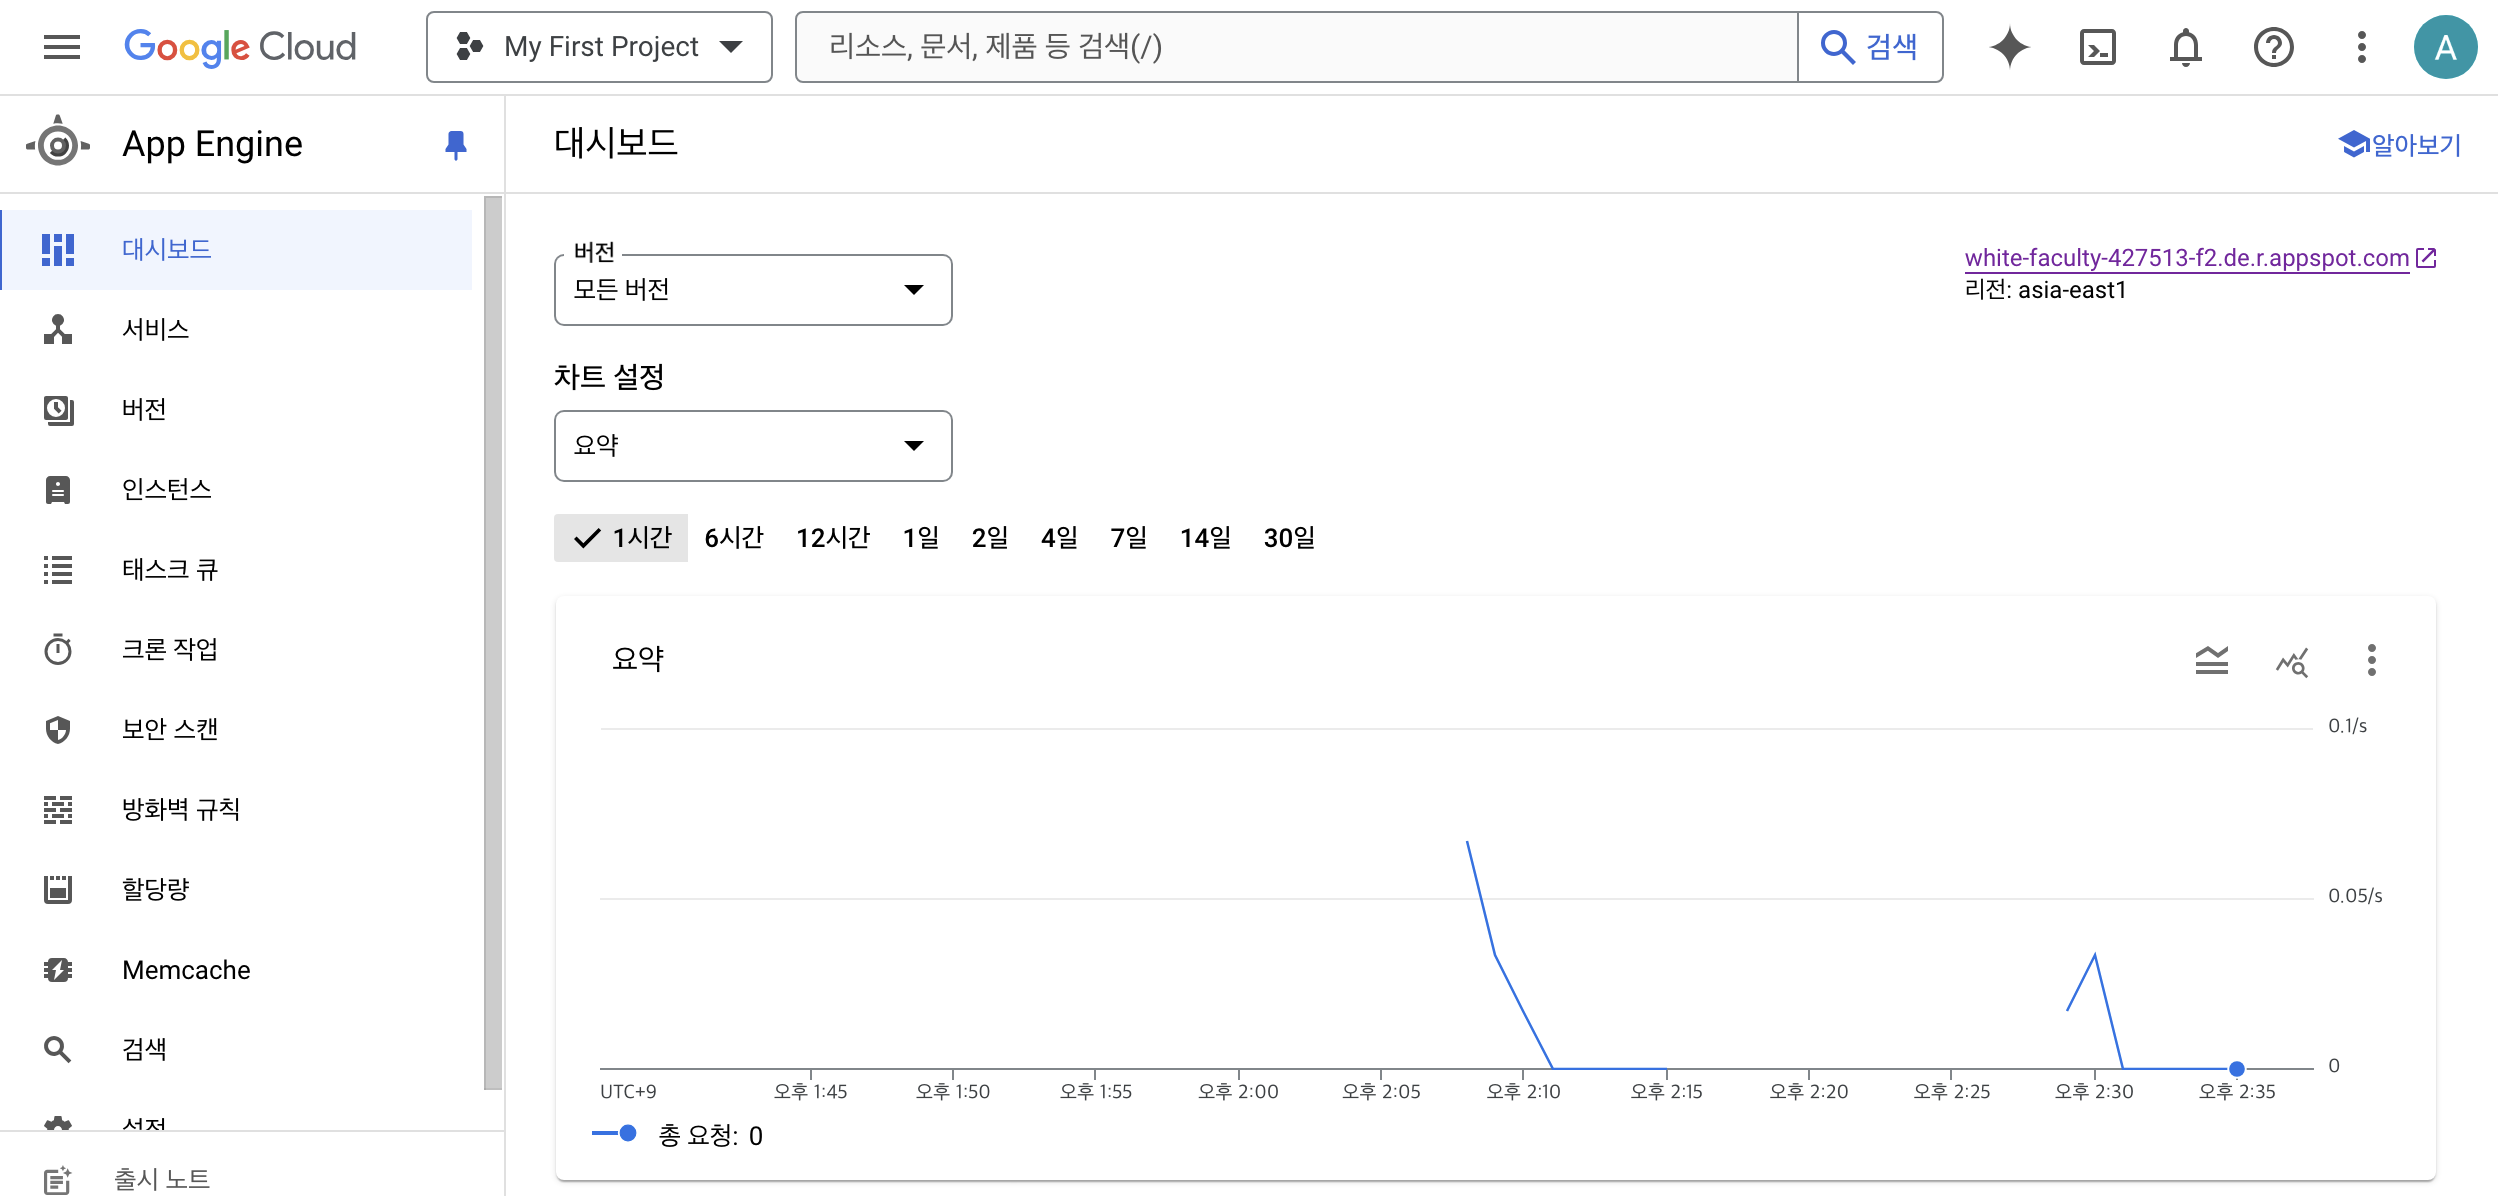 Google Cloud
My First Project
리소스, 문서, 제품 등 검색(/)
검색
A
App Engine
대시보드
알아보기
대시보드
서비스
버전
인스턴스
태스크 큐
크론 작업
보안 스캔
방화벽 규칙
할당량
Memcache
검색
설정
출시 노트
버전
모든 버전
white-faculty-427513-f2.de.r.appspot.com
리전: asia-east1
차트 설정
요약
1시간 6시간 12시간 1일 2일 4일 7일 14일 30일
요약
0.1/s
0.05/s
0
UTC+9 오후 1:45 오후 1:50 오후 1:55 오후 2:00 오후 2:05 오후 2:10 오후 2:15 오후 2:20 오후 2:25 오후 2:30 오후 2:35
총 요청: 0